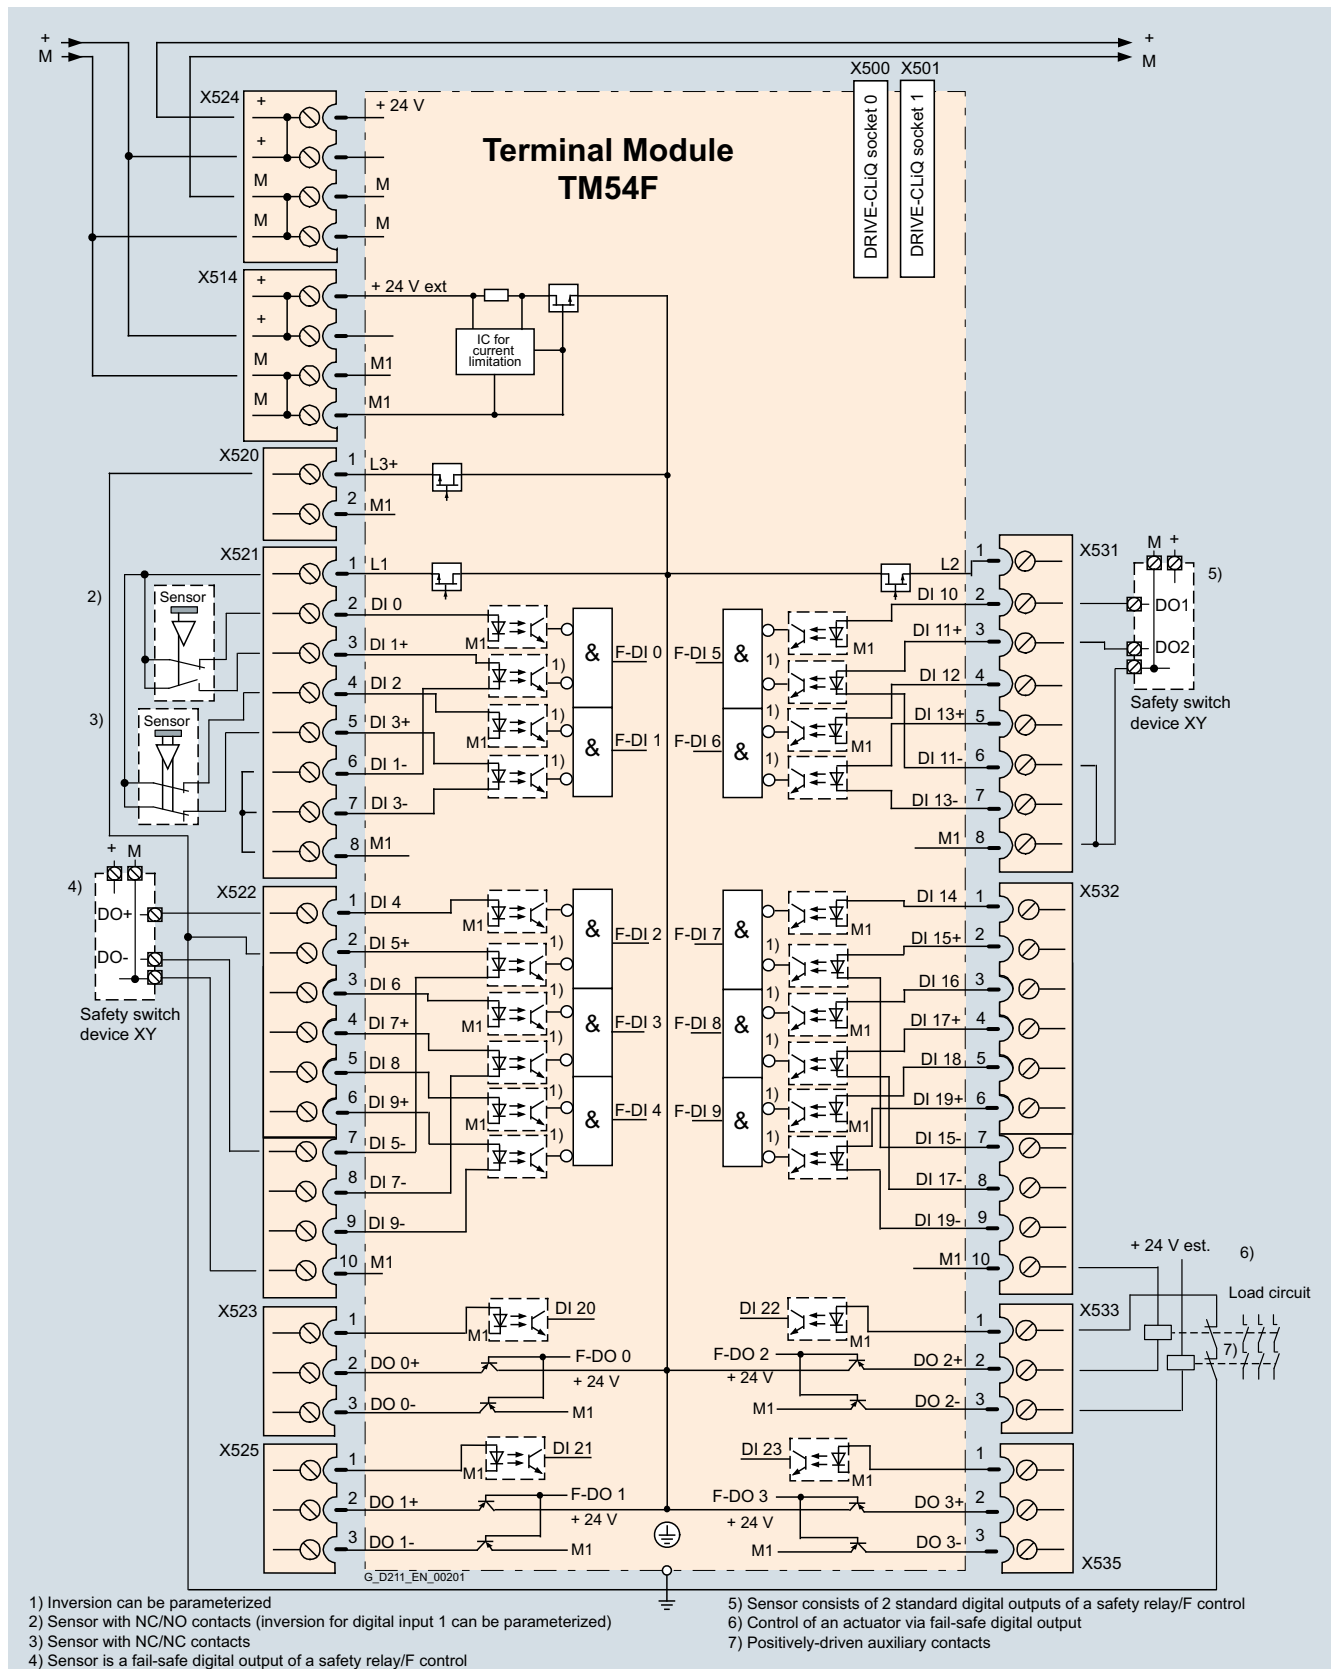 + +
M M
X500 X501
DRIVE-CLiQ socket 0
DRIVE-CLiQ socket 1
Terminal Module
TM54F
X524
+ + 24 V
+
M M
M M
X514
+ + 24 V ext
+
M M1
M M1
IC for
current
limitation
X520
1 L3+
2 M1
X521
1 L1
2 DI 0
3 DI 1+
4 DI 2
5 DI 3+
6 DI 1-
7 DI 3-
8 M1
2)
Sensor
3)
Sensor
M1
1)
1)
M1
1)
& F-DI 0
& F-DI 1
F-DI 5 &
F-DI 6 &
1)
1)
1)
M1
M1
X531
L2 1
DI 10 2
DI 11+ 3
DI 12 4
DI 13+ 5
DI 11- 6
DI 13- 7
M1 8
M +
5)
DO1
DO2
Safety switch
device XY
+ M
4)
DO+
DO-
Safety switch
device XY
X522
1 DI 4
2 DI 5+
3 DI 6
4 DI 7+
5 DI 8
6 DI 9+
7 DI 5-
8 DI 7-
9 DI 9-
10 M1
M1
1)
1)
M1
1)
1)
M1
1)
& F-DI 2
& F-DI 3
& F-DI 4
F-DI 7 &
F-DI 8 &
F-DI 9 &
1)
1)
1)
1)
1)
M1
M1
M1
X532
DI 14 1
DI 15+ 2
DI 16 3
DI 17+ 4
DI 18 5
DI 19+ 6
DI 15- 7
DI 17- 8
DI 19- 9
M1 10
+ 24 V est.
6)
Load circuit
L L L
7)
X523
1 M1 DI 20
2 DO 0+ F-DO 0
+ 24 V
3 DO 0- M1
X533
DI 22 M1 1
F-DO 2 DO 2+ 2
+ 24 V
M1 DO 2- 3
X525
1 M1 DI 21
2 DO 1+ F-DO 1
+ 24 V
3 DO 1- M1
DI 23 M1 1
F-DO 3 DO 3+ 2
+ 24 V
M1 DO 3- 3
X535
G_D211_EN_00201
1) Inversion can be parameterized
2) Sensor with NC/NO contacts (inversion for digital input 1 can be parameterized)
3) Sensor with NC/NC contacts
4) Sensor is a fail-safe digital output of a safety relay/F control
5) Sensor consists of 2 standard digital outputs of a safety relay/F control
6) Control of an actuator via fail-safe digital output
7) Positively-driven auxiliary contacts